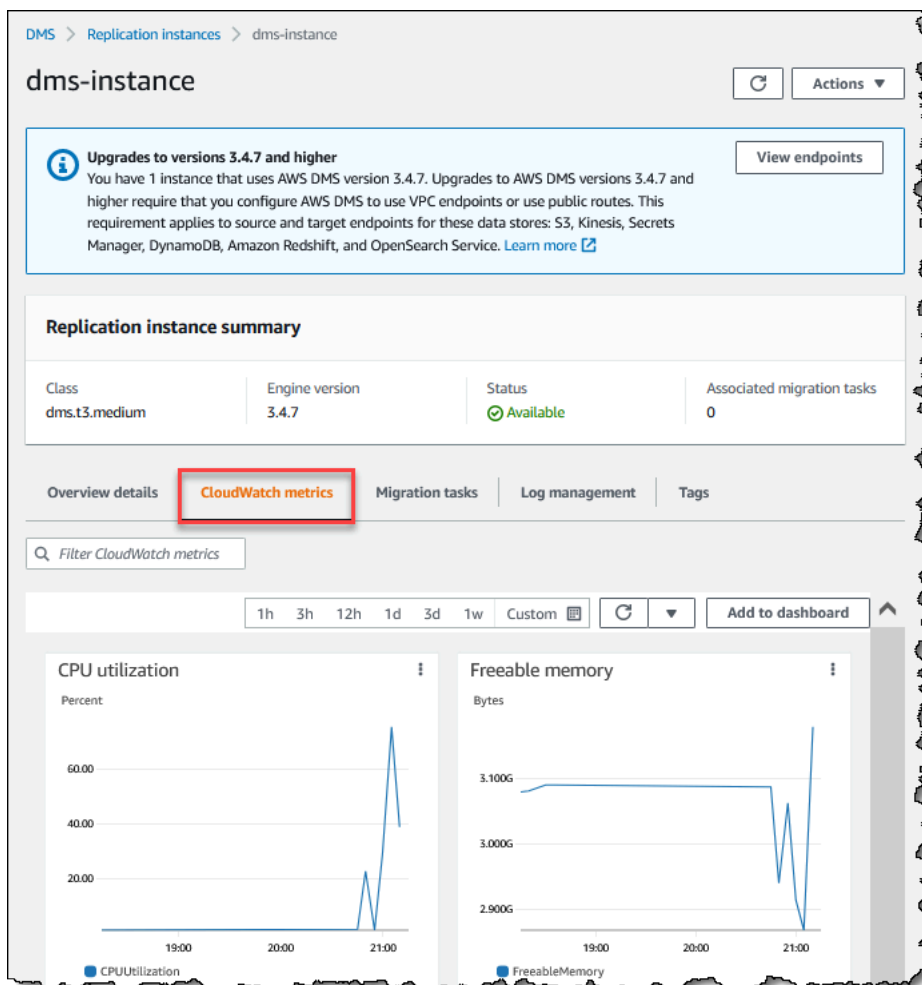 DMS > Replication instances > dms-instance
dms-instance
Actions
Upgrades to versions 3.4.7 and higher
View endpoints
You have 1 instance that uses AWS DMS version 3.4.7. Upgrades to AWS DMS versions 3.4.7 and
higher require that you configure AWS DMS to use VPC endpoints or use public routes. This
requirement applies to source and target endpoints for these data stores: S3, Kinesis, Secrets
Manager, DynamoDB, Amazon Redshift, and OpenSearch Service. Learn more
Replication instance summary
Class
dms.t3.medium
Engine version
3.4.7
Status
Available
Associated migration tasks
0
Overview details
CloudWatch metrics
Migration tasks
Log management
Tags
Filter CloudWatch metrics
1h 3h 12h 1d 3d 1w Custom
Add to dashboard
CPU utilization
Percent
60.00
40.00
20.00
19:00 20:00 21:00
CPUUtilization
Freeable memory
Bytes
3.100G
3.000G
2.900G
19:00 20:00 21:00
FreeableMemory